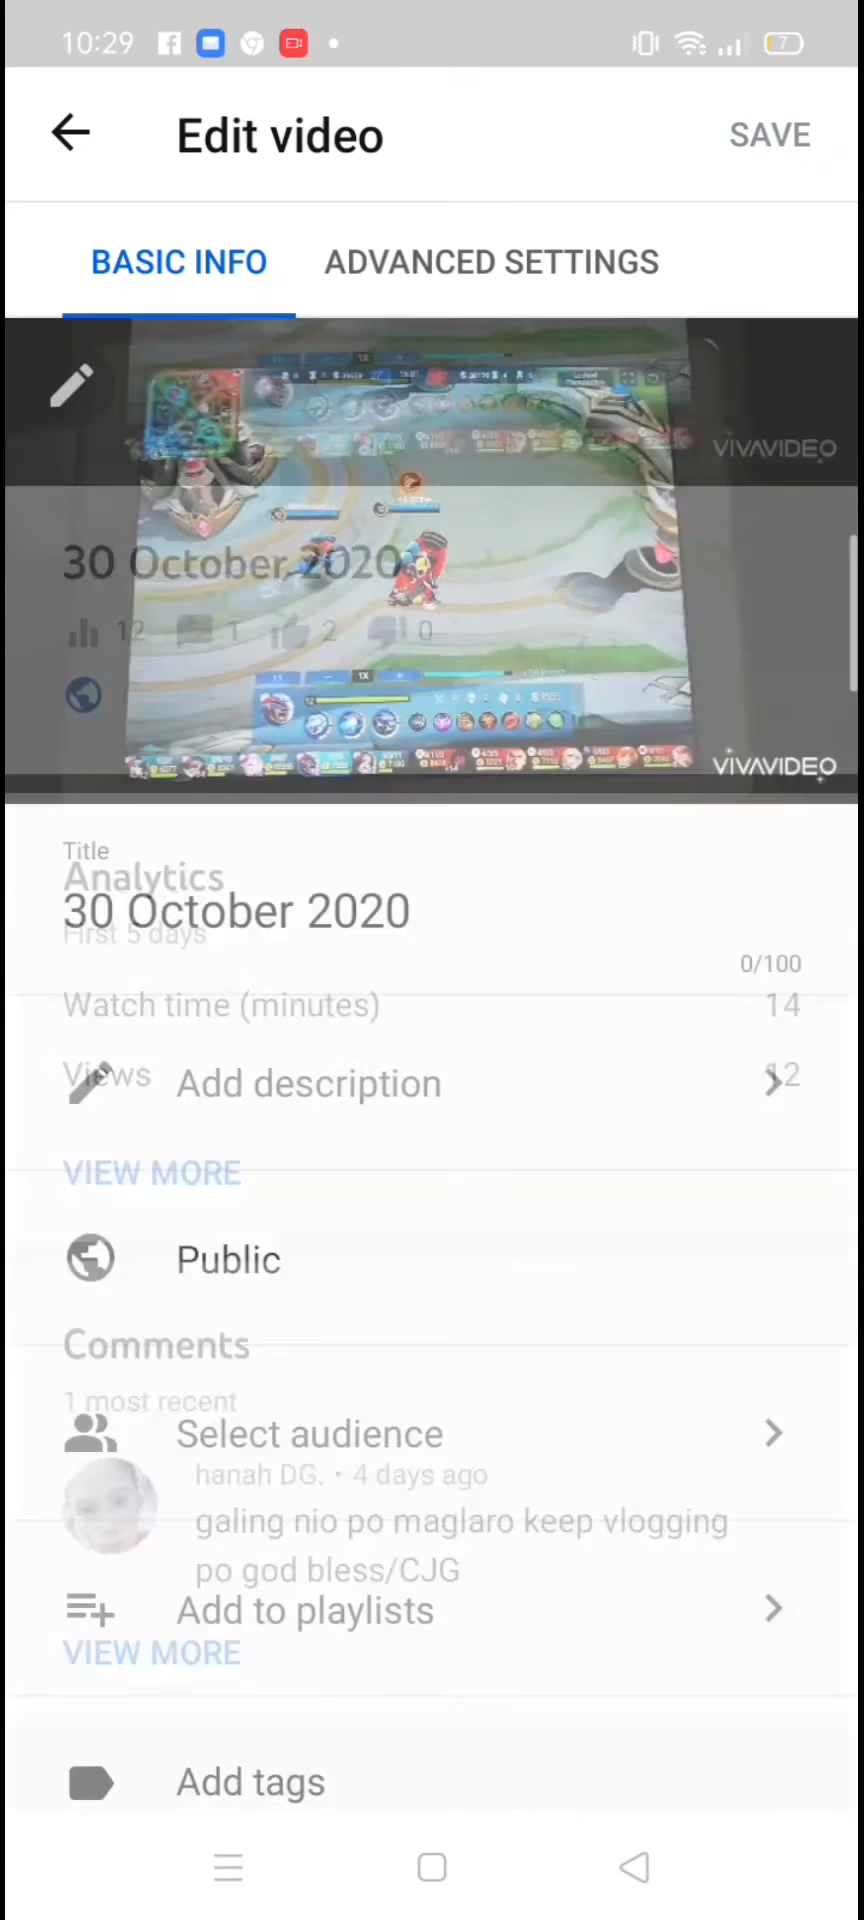 10:29
7
Edit video
SAVE
BASIC INFO
ADVANCED SETTINGS
1X
VIVAVIDEO
30 October 2020
12 1 2 0
1X
VIVAVIDEO
Title
Analytics
30 October 2020
First 5 days
0/100
Watch time (minutes) 14
Views 12
Add description
VIEW MORE
Public
Comments
1 most recent
Select audience
hanah DG. • 4 days ago
galing nio po maglaro keep vlogging
po god bless/CJG
Add to playlists
VIEW MORE
Add tags